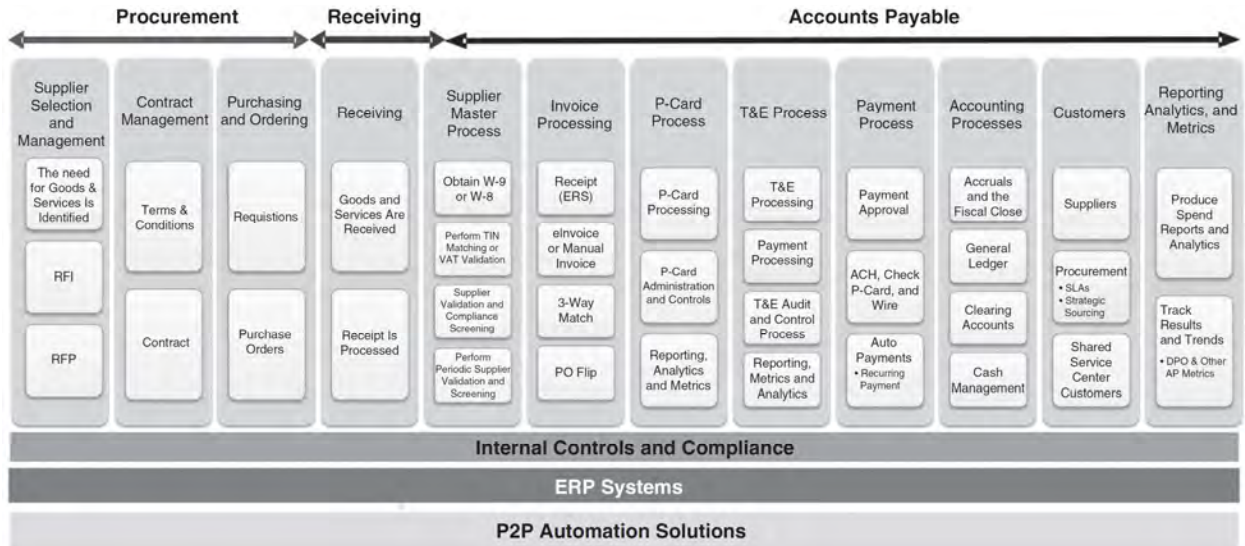 Procurement
Receiving
Accounts Payable
Supplier
Selection
and
Management
The need
for Goods &
Services Is
Identified
RFI
RFP
Contract
Management
Terms &
Conditions
Contract
Purchasing
and Ordering
Requistions
Purchase
Orders
Receiving
Goods and
Services Are
Received
Receipt Is
Processed
Supplier
Master
Process
Obtain W-9
or W-8
Perform TIN
Matching or
VAT Validation
Supplier
Validation and
Compliance
Screening
Perform
Periodic Supplier
Validation and
Screening
Invoice
Processing
Receipt
(ERS)
eInvoice
or Manual
Invoice
3-Way
Match
PO Flip
P-Card
Process
P-Card
Processing
P-Card
Administration
and Controls
Reporting,
Analytics
and Metrics
T&E Process
T&E
Processing
Payment
Processing
T&E Audit
and Control
Process
Reporting,
Metrics and
Analytics
Payment
Process
Payment
Approval
ACH, Check
P-Card, and
Wire
Auto
Payments
• Recurring
Payment
Accounting
Processes
Accruals
and the
Fiscal Close
General
Ledger
Clearing
Accounts
Cash
Management
Customers
Suppliers
Procurement
• SLAs
• Strategic
Sourcing
Shared
Service
Center
Customers
Reporting
Analytics, and
Metrics
Produce
Spend
Reports and
Analytics
Track
Results
and Trends
• DPO & Other
AP Metrics
Internal Controls and Compliance
ERP Systems
P2P Automation Solutions